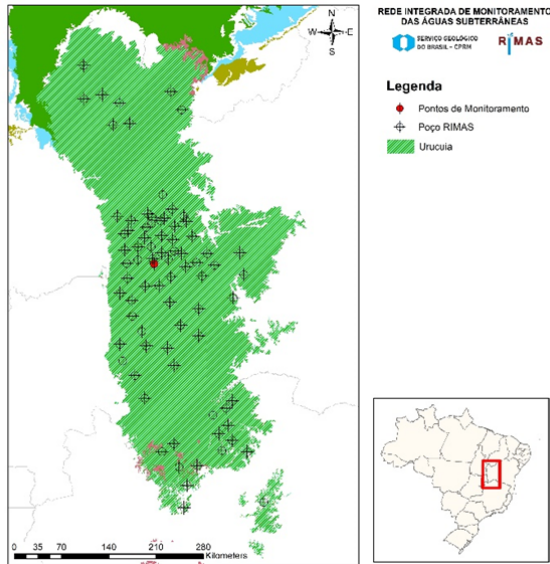 REDE INTEGRADA DE MONITORAMENTO
DAS ÁGUAS SUBTERRÂNEAS
SERVIÇO GEOLÓGICO
DO BRASIL – CPRM
RIMAS
N
W E
S
Legenda
Pontos de Monitoramento
Poço RIMAS
Urucuia
0 35 70 140 210 280
Kilometers